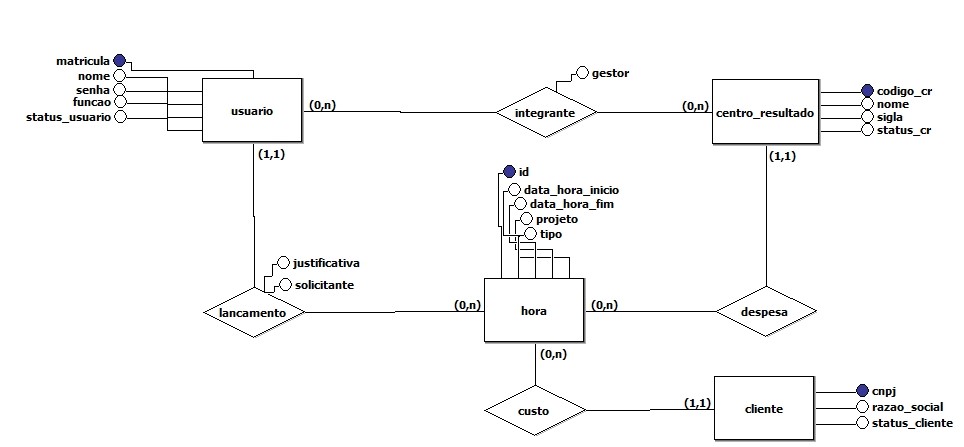 matricula
nome
senha
funcao
status_usuario
usuario
(0,n)
(1,1)
gestor
integrante
(0,n)
centro_resultado
(1,1)
codigo_cr
nome
sigla
status_cr
id
data_hora_inicio
data_hora_fim
projeto
tipo
justificativa
solicitante
lancamento
(0,n)
hora
(0,n)
(0,n)
despesa
custo
(1,1)
cliente
cnpj
razao_social
status_cliente